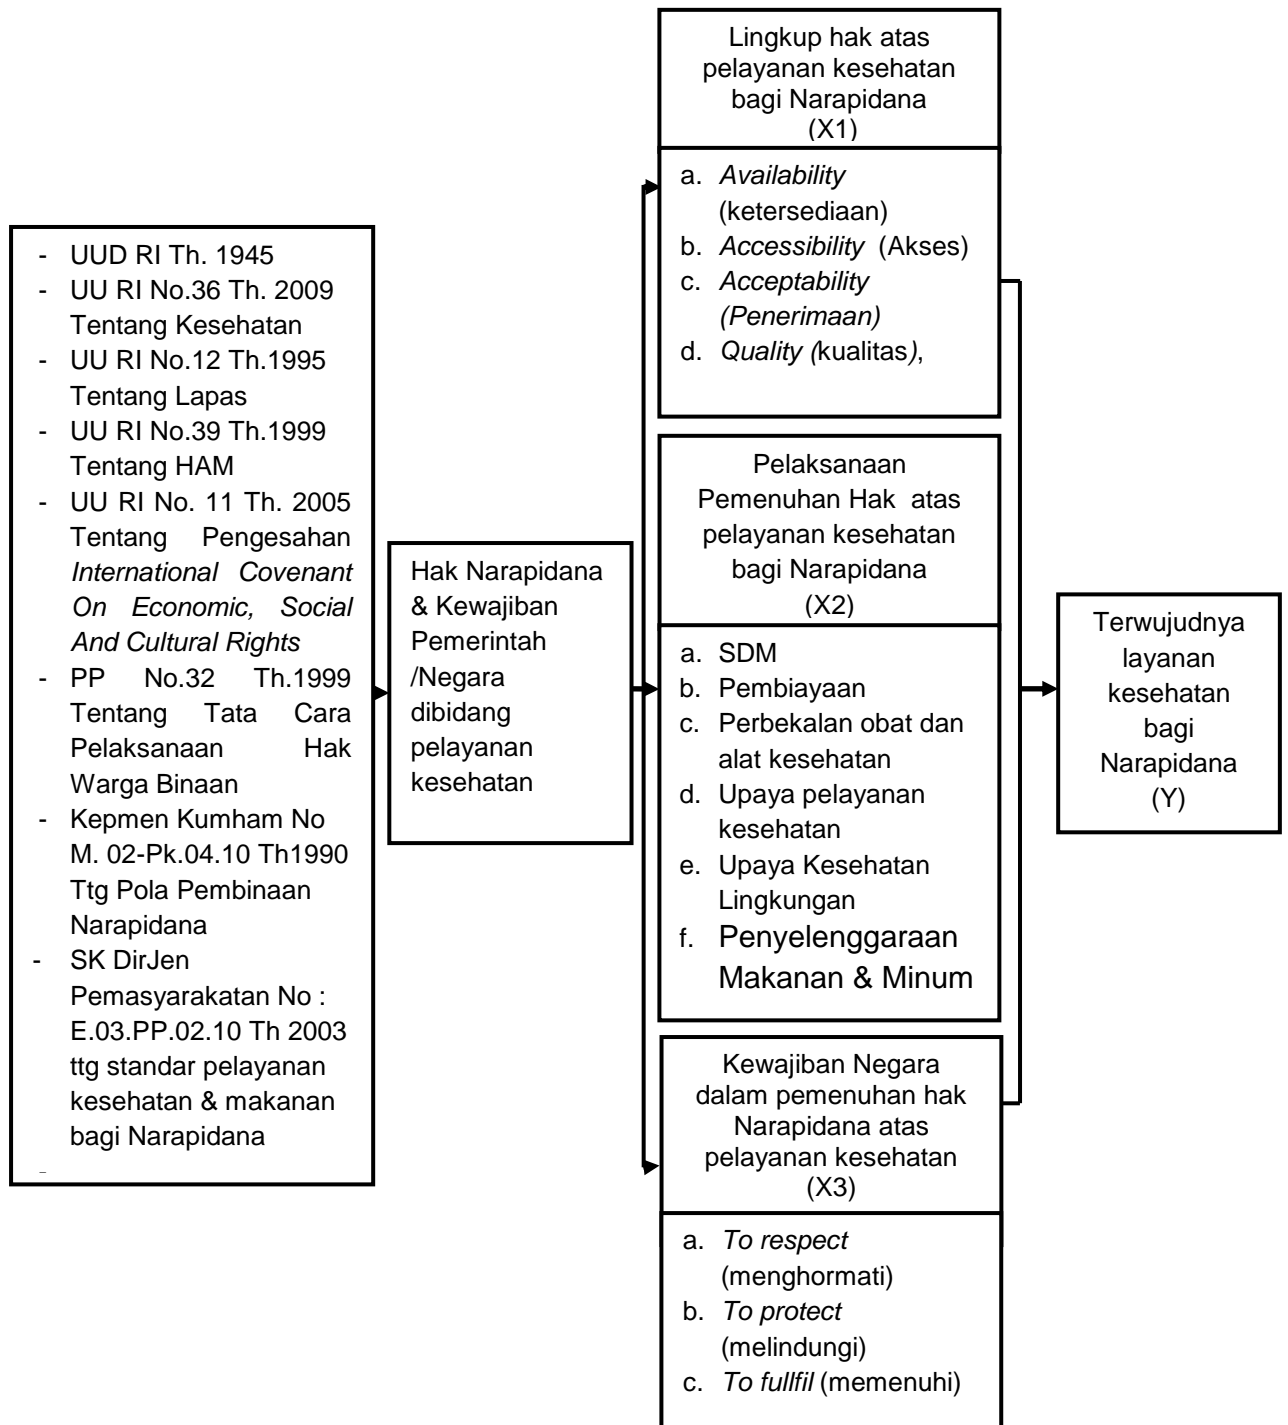 - UUD RI Th. 1945
- UU RI No.36 Th. 2009
Tentang Kesehatan
- UU RI No.12 Th.1995
Tentang Lapas
- UU RI No.39 Th.1999
Tentang HAM
- UU RI No. 11 Th. 2005
Tentang Pengesahan
International Covenant
On Economic, Social
And Cultural Rights
- PP No.32 Th.1999
Tentang Tata Cara
Pelaksanaan Hak
Warga Binaan
- Kepmen Kumham No
M. 02-Pk.04.10 Th1990
Ttg Pola Pembinaan
Narapidana
- SK DirJen
Pemasyarakatan No :
E.03.PP.02.10 Th 2003
ttg standar pelayanan
kesehatan & makanan
bagi Narapidana
-
Hak Narapidana
& Kewajiban
Pemerintah
/Negara
dibidang
pelayanan
kesehatan
Lingkup hak atas
pelayanan kesehatan
bagi Narapidana
(X1)
a. Availability
(ketersediaan)
b. Accessibility (Akses)
c. Acceptability
(Penerimaan)
d. Quality (kualitas),
Pelaksanaan
Pemenuhan Hak atas
pelayanan kesehatan
bagi Narapidana
(X2)
a. SDM
b. Pembiayaan
c. Perbekalan obat dan
alat kesehatan
d. Upaya pelayanan
kesehatan
e. Upaya Kesehatan
Lingkungan
f. Penyelenggaraan
Makanan & Minum
Kewajiban Negara
dalam pemenuhan hak
Narapidana atas
pelayanan kesehatan
(X3)
a. To respect
(menghormati)
b. To protect
(melindungi)
c. To fullfil (memenuhi)
Terwujudnya
layanan
kesehatan
bagi
Narapidana
(Y)